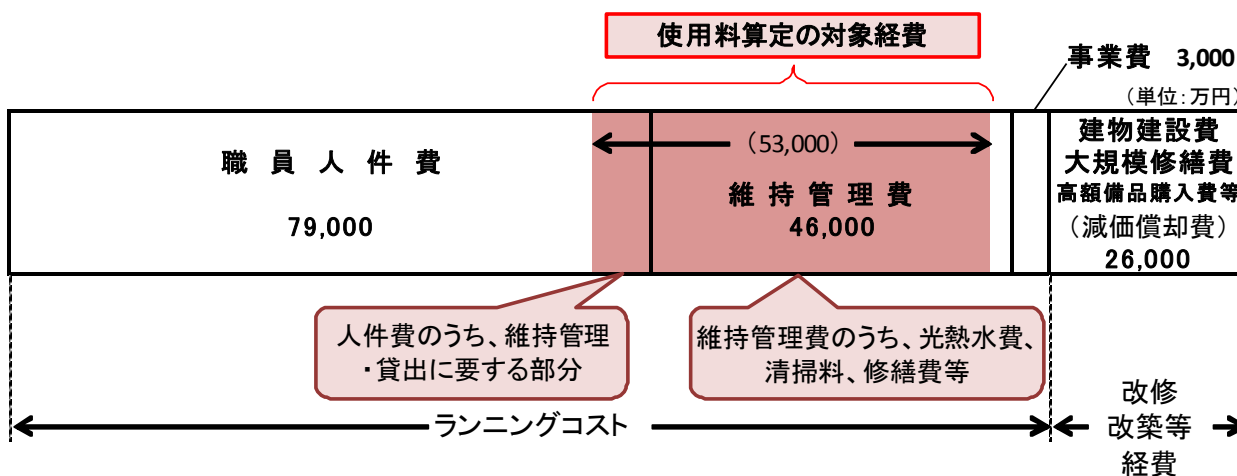 使用料算定の対象経費
事業費 3,000
（単位：万円）
職員人件費
79,000
（53,000）
維持管理費
46,000
建物建設費
大規模修繕費
高額備品購入費等
（減価償却費）
26,000
人件費のうち、維持管理
・貸出に要する部分
維持管理費のうち、光熱水費、
清掃料、修繕費等
ランニングコスト
改修
改築等
経費